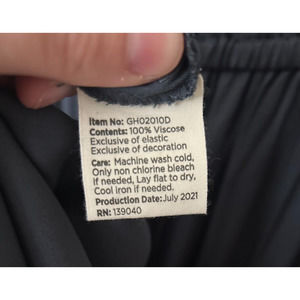 Item No: GH02010D
Contents: 100% Viscose
Exclusive of elastic
Exclusive of decoration
Care: Machine wash cold,
Only non chlorine bleach
if needed, Lay flat to dry,
Cool iron if needed.
Production Date:July 2021
RN: 139040